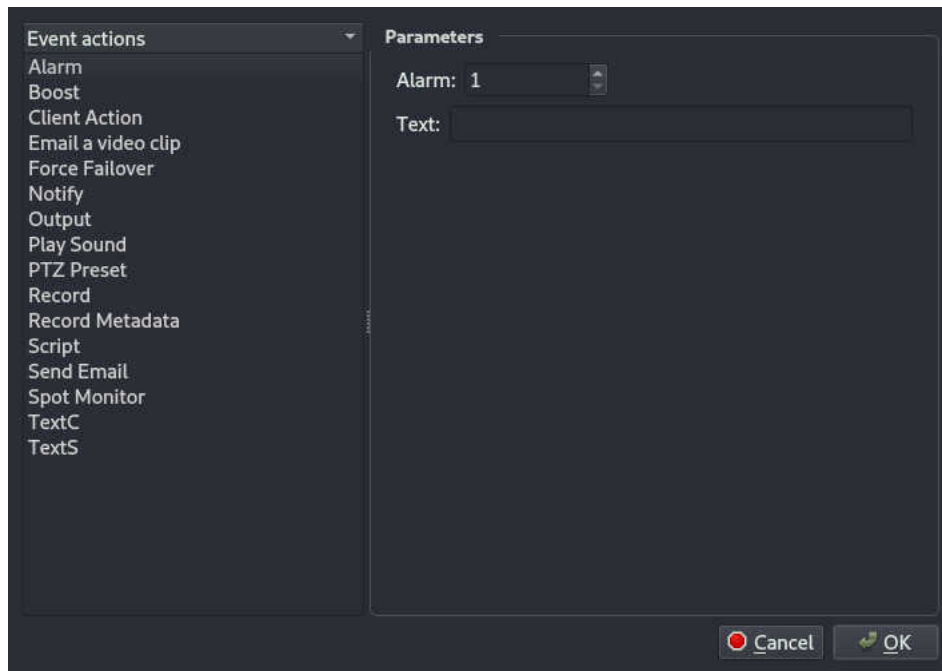 Event actions
Alarm
Boost
Client Action
Email a video clip
Force Failover
Notify
Output
Play Sound
PTZ Preset
Record
Record Metadata
Script
Send Email
Spot Monitor
TextC
TextS
Parameters
Alarm: 1
Text:
Cancel
OK